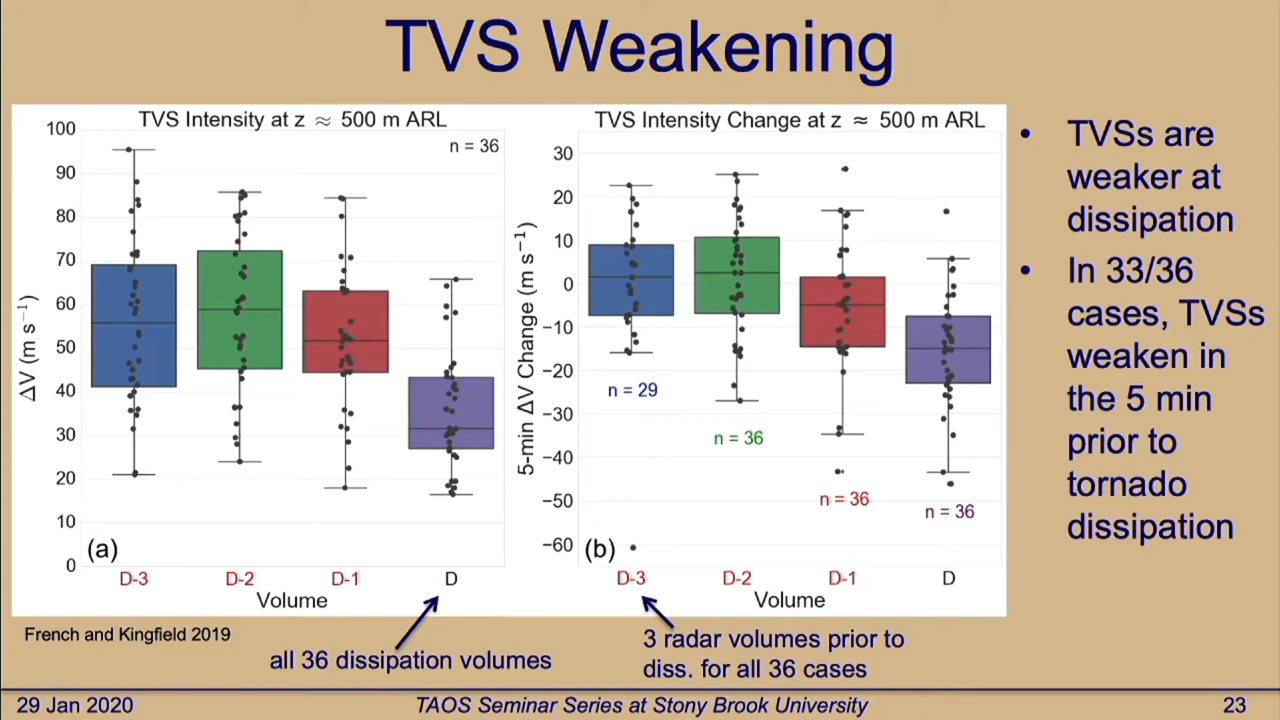 TVS Weakening
TVS Intensity at z ≈ 500 m ARL
n = 36
100
90
80
70
60
50
40
30
20
10
0
ΔV (m s⁻¹)
(a)
D-3
D-2
D-1
D
Volume
TVS Intensity Change at z ≈ 500 m ARL
30
20
10
0
−10
−20
−30
−40
−50
−60
5-min ΔV Change (m s⁻¹)
n = 29
n = 36
n = 36
n = 36
(b)
D-3
D-2
D-1
D
Volume
• TVSs are
weaker at
dissipation
• In 33/36
cases, TVSs
weaken in
the 5 min
prior to
tornado
dissipation
French and Kingfield 2019
all 36 dissipation volumes
3 radar volumes prior to
diss. for all 36 cases
29 Jan 2020
TAOS Seminar Series at Stony Brook University
23